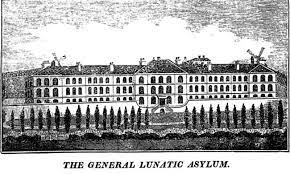 THE GENERAL LUNATIC ASYLUM.